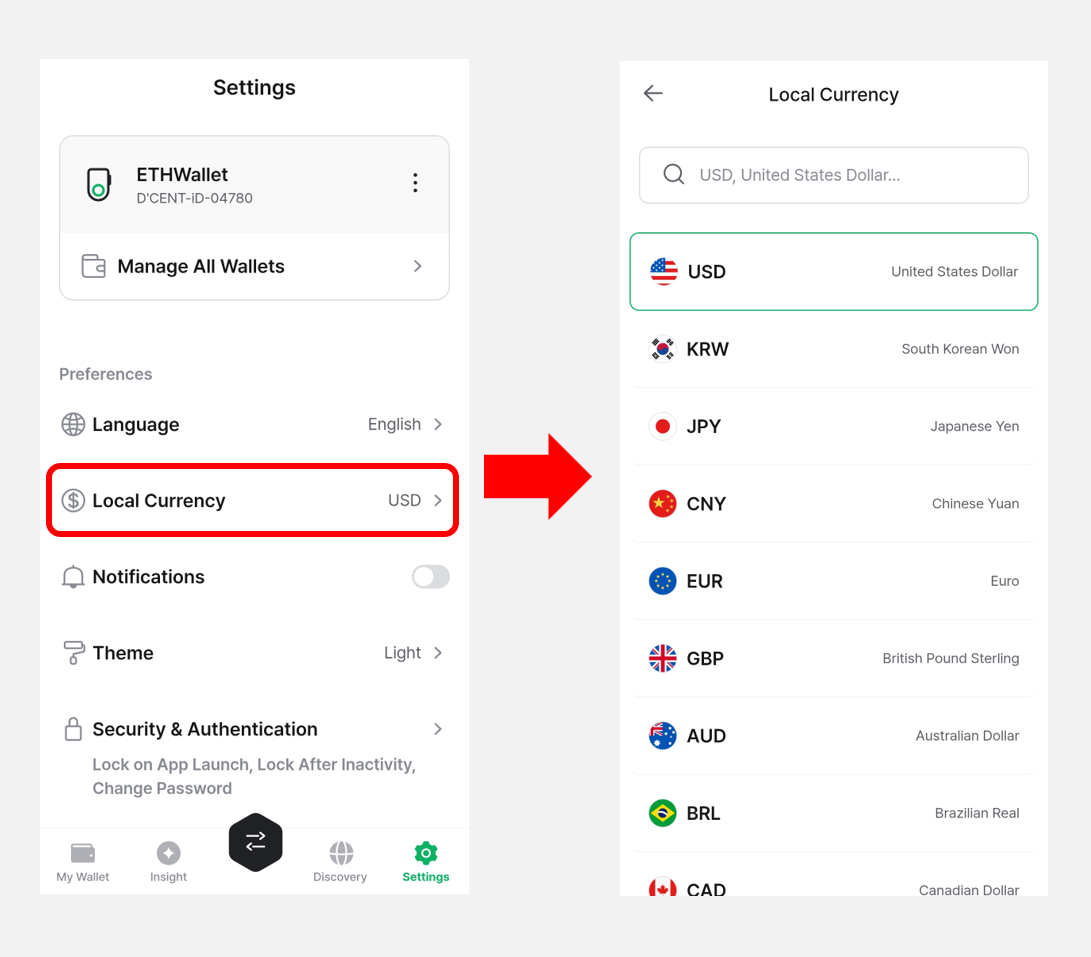 Settings
ETHWallet
D'CENT-iD-04780
Manage All Wallets
Preferences
Language English
Local Currency USD
Notifications
Theme Light
Security & Authentication
Lock on App Launch, Lock After Inactivity,
Change Password
My Wallet Insight Discovery Settings
Local Currency
USD, United States Dollar...
USD United States Dollar
KRW South Korean Won
JPY Japanese Yen
CNY Chinese Yuan
EUR Euro
GBP British Pound Sterling
AUD Australian Dollar
BRL Brazilian Real
CAD Canadian Dollar